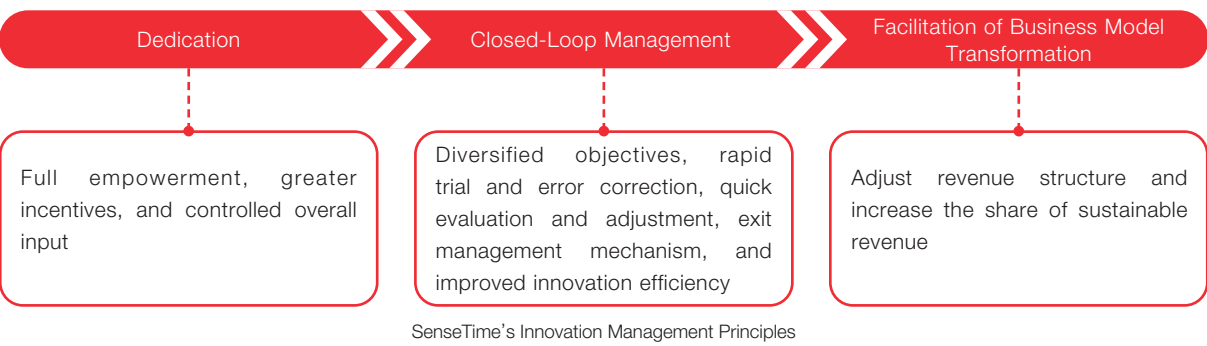 Dedication
Closed-Loop Management
Facilitation of Business Model
Transformation
Full empowerment, greater
incentives, and controlled overall
input
Diversified objectives, rapid
trial and error correction, quick
evaluation and adjustment, exit
management mechanism, and
improved innovation efficiency
Adjust revenue structure and
increase the share of sustainable
revenue
SenseTime's Innovation Management Principles